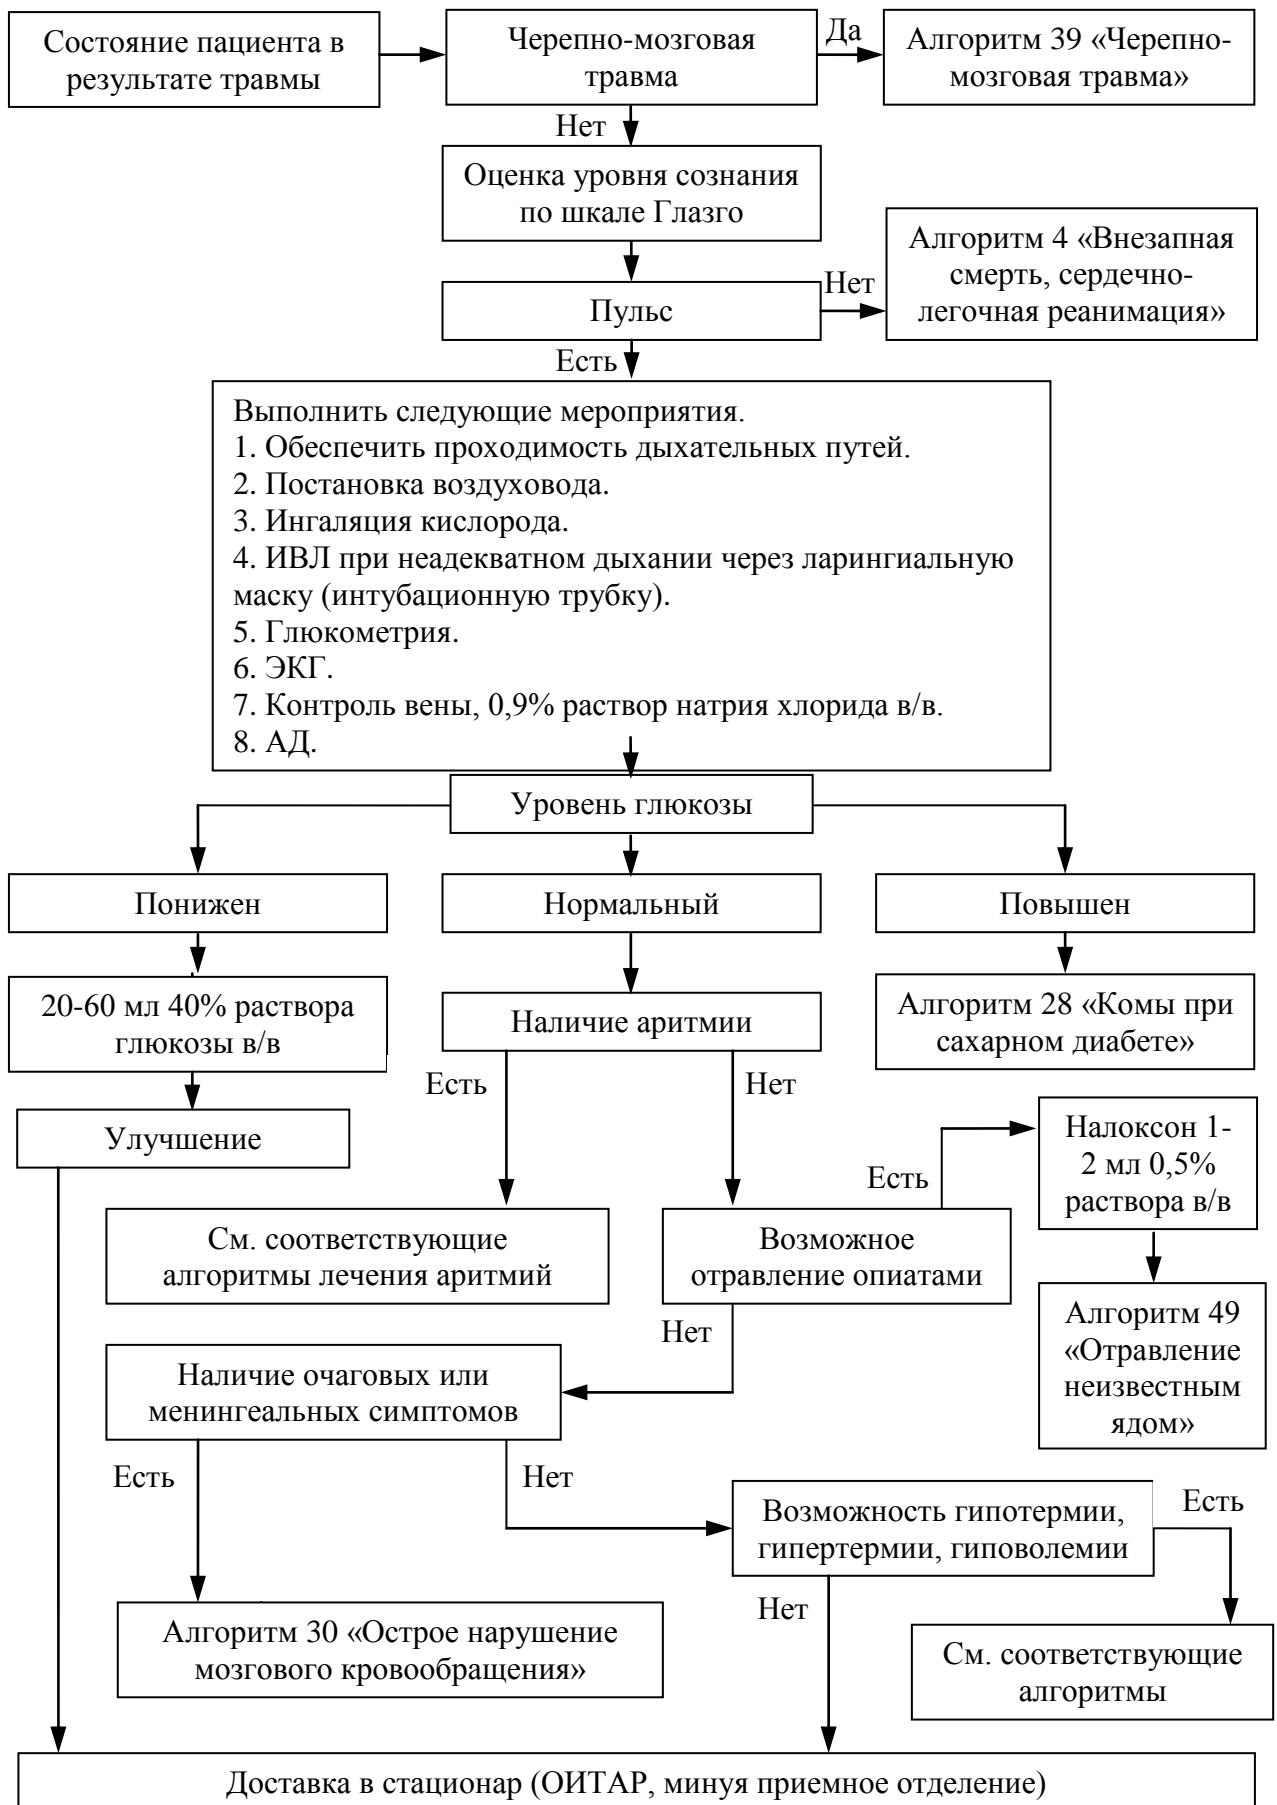 Состояние пациента в
результате травмы
Черепно-мозговая
травма
Да
Алгоритм 39 «Черепно-
мозговая травма»
Нет
Оценка уровня сознания
по шкале Глазго
Алгоритм 4 «Внезапная
смерть, сердечно-
легочная реанимация»
Нет
Пульс
Есть
Выполнить следующие мероприятия.
1. Обеспечить проходимость дыхательных путей.
2. Постановка воздуховода.
3. Ингаляция кислорода.
4. ИВЛ при неадекватном дыхании через ларингиальную
маску (интубационную трубку).
5. Глюкометрия.
6. ЭКГ.
7. Контроль вены, 0,9% раствор натрия хлорида в/в.
8. АД.
Уровень глюкозы
Понижен
Нормальный
Повышен
20-60 мл 40% раствора
глюкозы в/в
Наличие аритмии
Алгоритм 28 «Комы при
сахарном диабете»
Есть
Нет
Улучшение
Есть
Налоксон 1-
2 мл 0,5%
раствора в/в
См. соответствующие
алгоритмы лечения аритмий
Возможное
отравление опиатами
Алгоритм 49
«Отравление
неизвестным
ядом»
Нет
Наличие очаговых или
менингеальных симптомов
Есть
Нет
Возможность гипотермии,
гипертермии, гиповолемии
Есть
Нет
Алгоритм 30 «Острое нарушение
мозгового кровообращения»
См. соответствующие
алгоритмы
Доставка в стационар (ОИТАР, минуя приемное отделение)